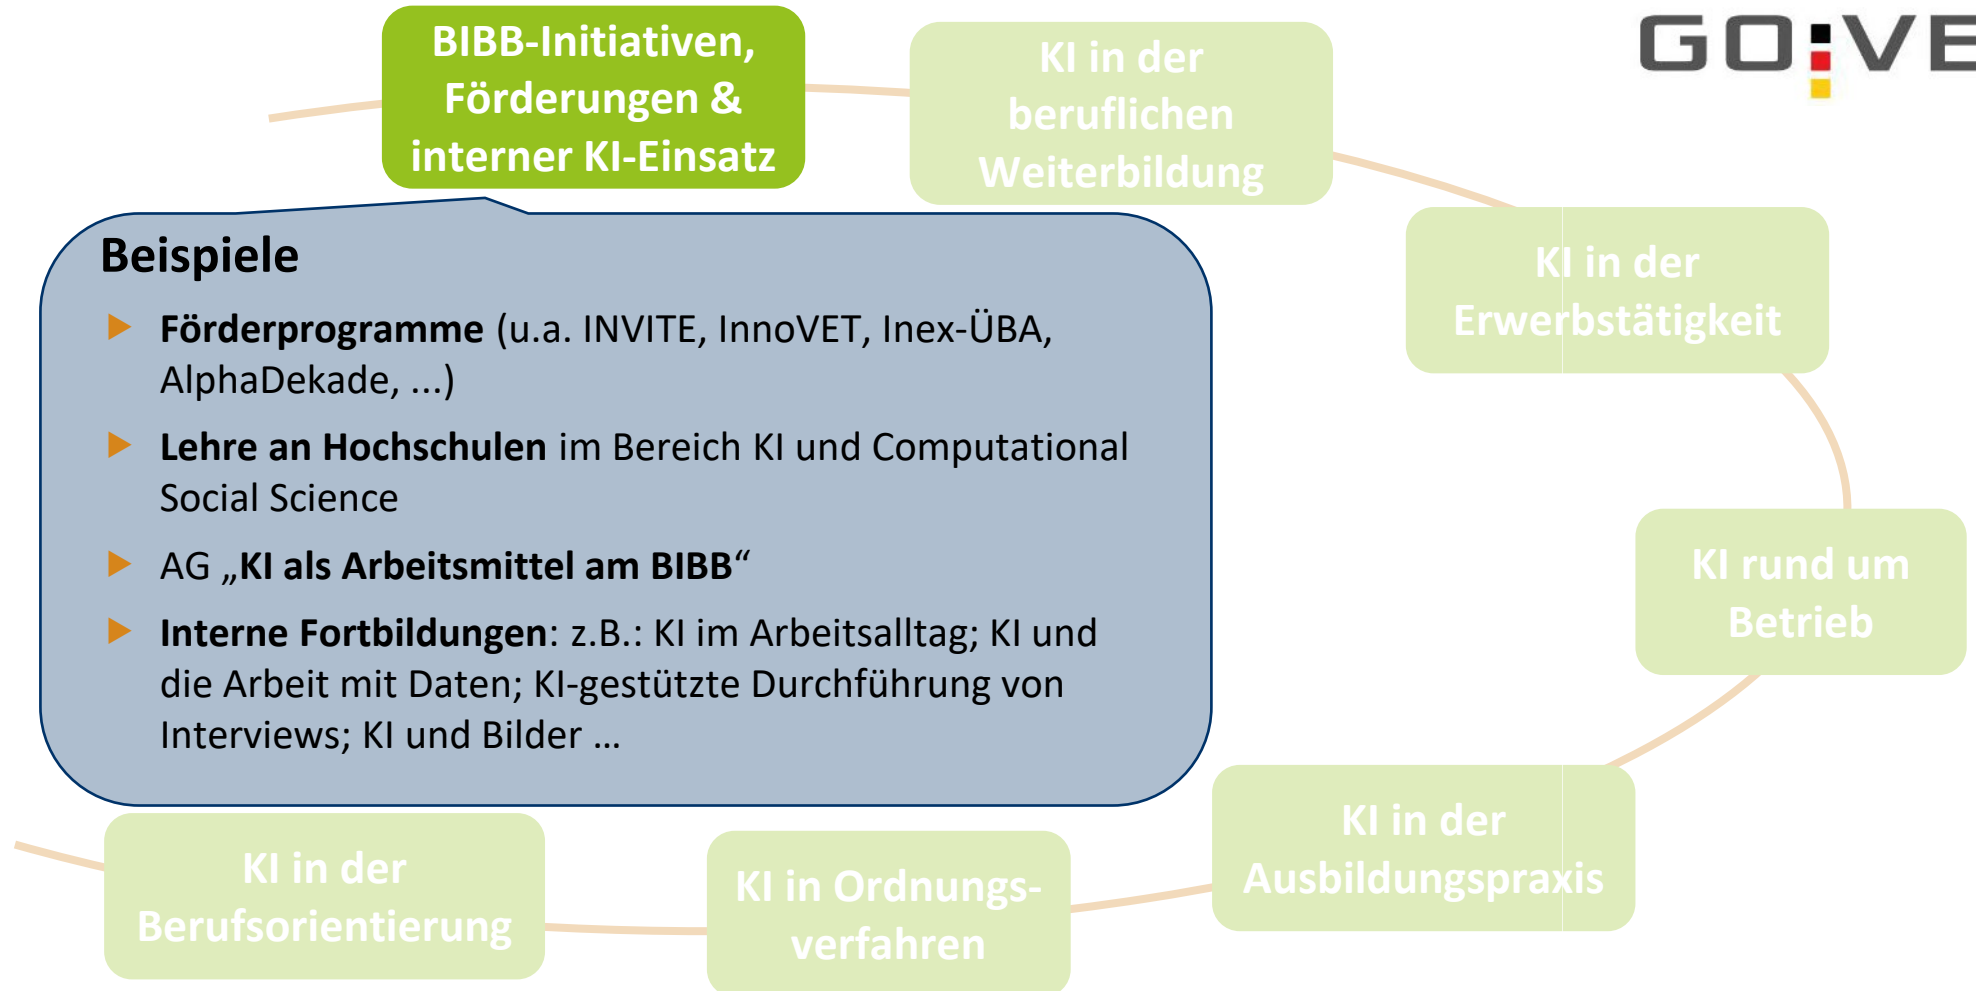 BIBB-Initiativen,
Förderungen &
interner KI-Einsatz
KI in der
beruflichen
Weiterbildung
GO:VE
KI in der
Erwerbstätigkeit
KI rund um
Betrieb
KI in der
Ausbildungspraxis
KI in Ordnungs-
verfahren
KI in der
Berufsorientierung
Beispiele
Förderprogramme (u.a. INVITE, InnoVET, Inex-ÜBA,
AlphaDekade, ...)
Lehre an Hochschulen im Bereich KI und Computational
Social Science
AG „KI als Arbeitsmittel am BIBB“
Interne Fortbildungen: z.B.: KI im Arbeitsalltag; KI und
die Arbeit mit Daten; KI-gestützte Durchführung von
Interviews; KI und Bilder …